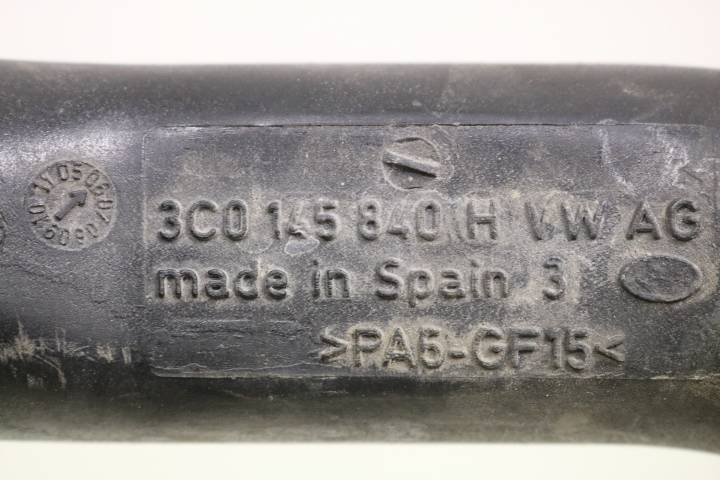 3C0 145 840 H VW AG
made in Spain 3
>PA6-GF15<